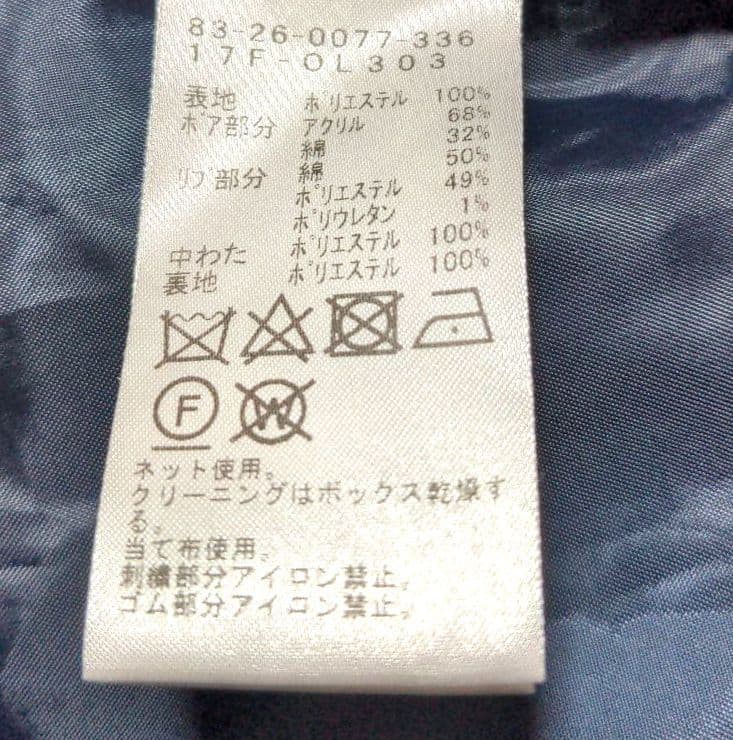 83-26-0077-336
17F-OL303
表地 ポリエステル 100%
ボア部分 アクリル 68%
綿 32%
リブ部分 綿 50%
ポリエステル 49%
ポリウレタン 1%
中わた ポリエステル 100%
裏地 ポリエステル 100%
F W
ネット使用。
クリーニングはボックス乾燥す
る。
当て布使用。
刺繍部分アイロン禁止。
ゴム部分アイロン禁止。